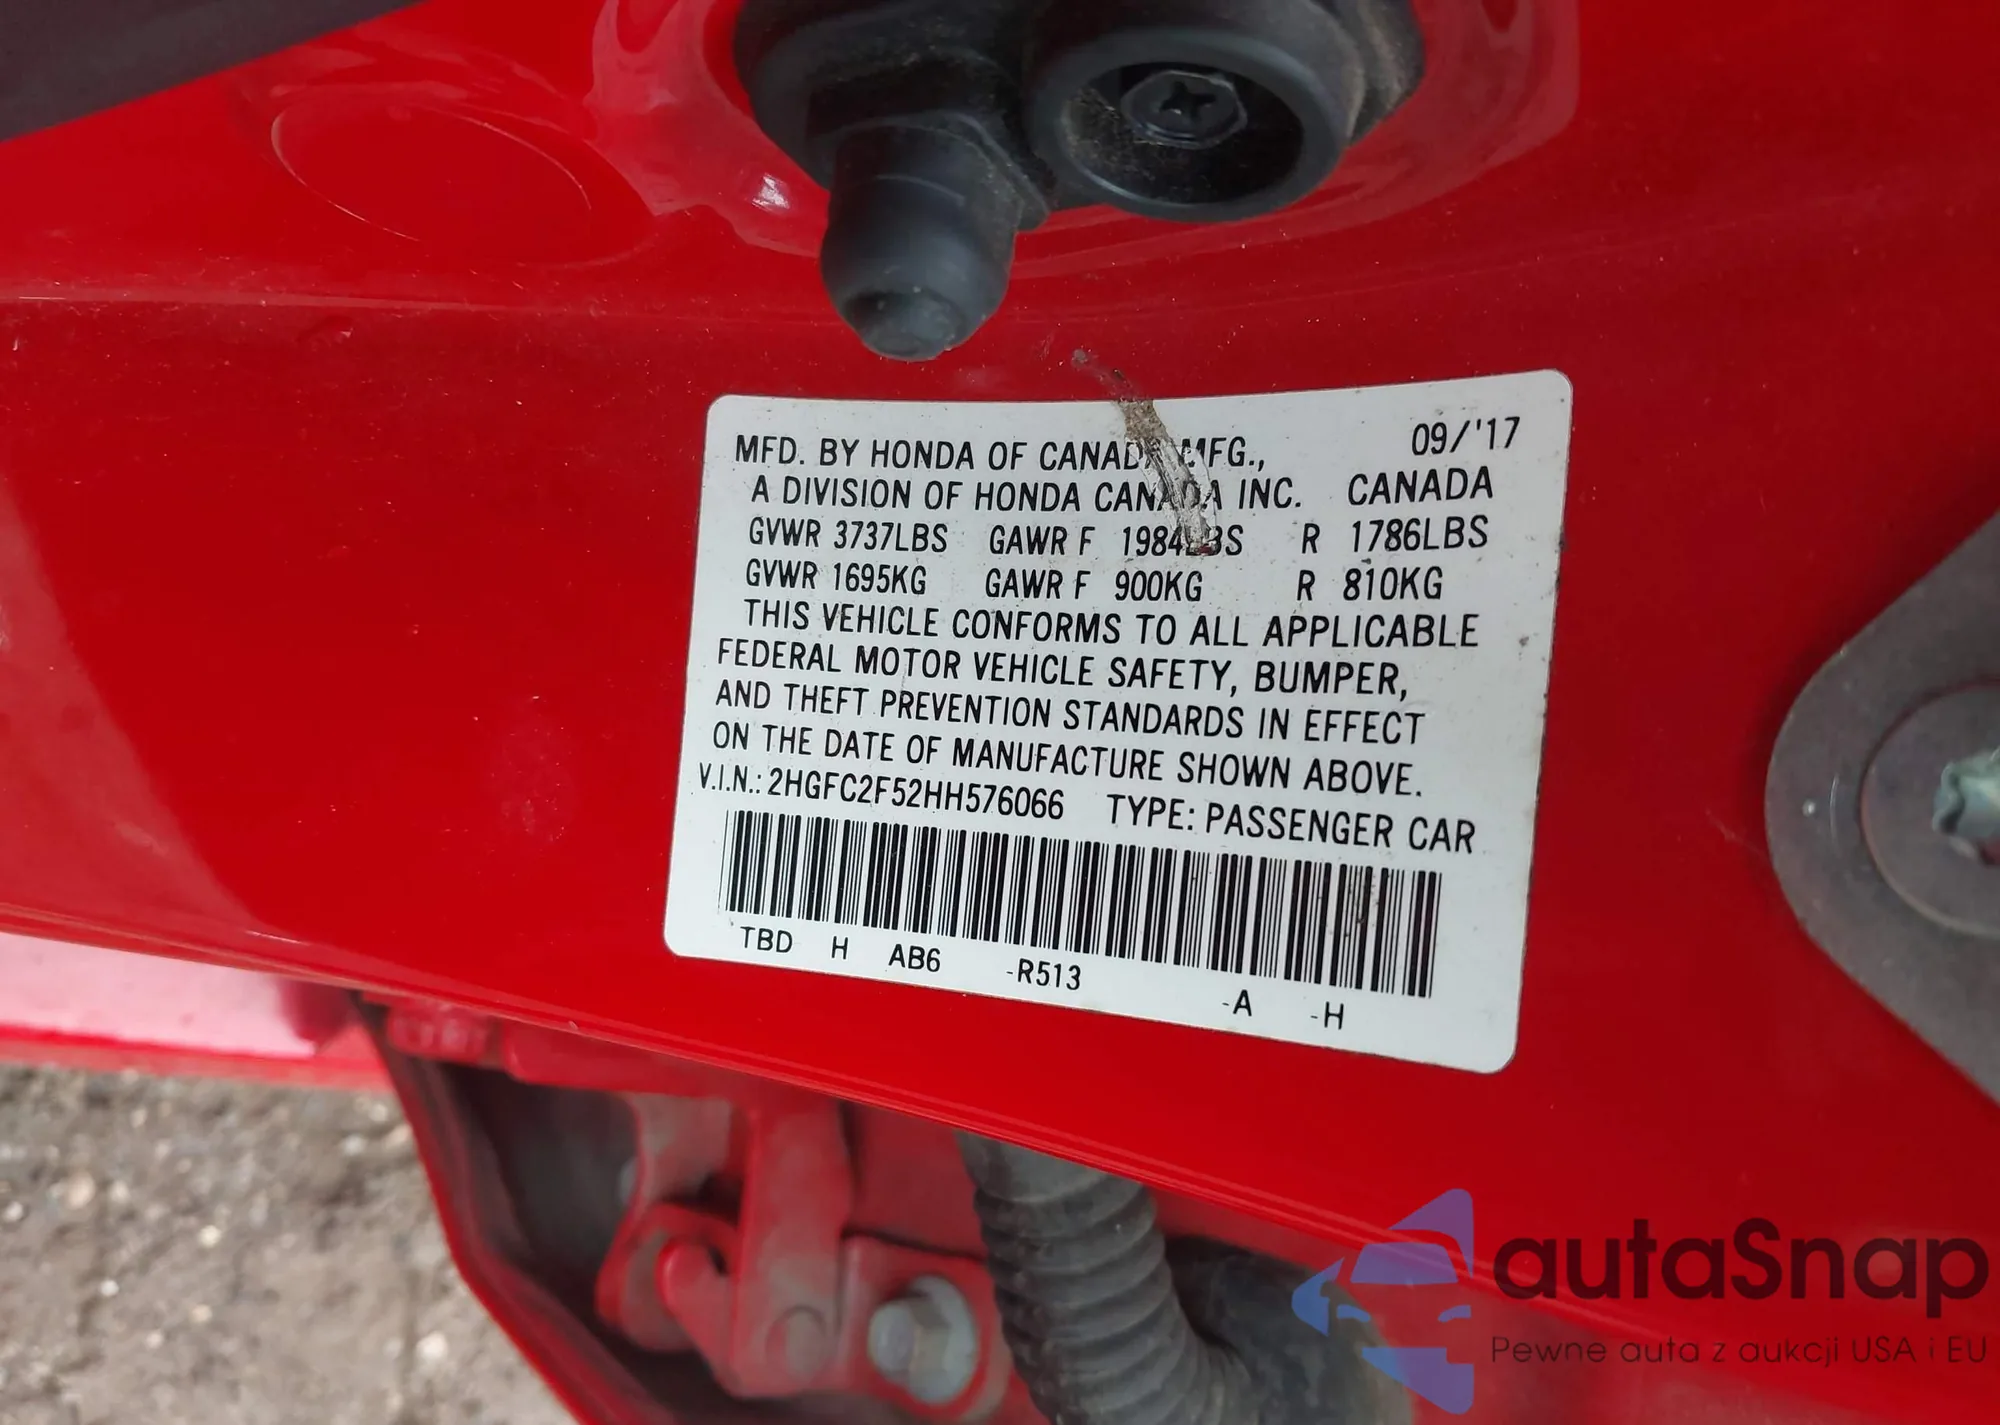 MFD. BY HONDA OF CANADA MFG., 09/'17
A DIVISION OF HONDA CANADA INC. CANADA
GVWR 3737LBS GAWR F 1984LBS R 1786LBS
GVWR 1695KG GAWR F 900KG R 810KG
THIS VEHICLE CONFORMS TO ALL APPLICABLE
FEDERAL MOTOR VEHICLE SAFETY, BUMPER,
AND THEFT PREVENTION STANDARDS IN EFFECT
ON THE DATE OF MANUFACTURE SHOWN ABOVE.
V.I.N.: 2HGFC2F52HH576066 TYPE: PASSENGER CAR
TBD H AB6 -R513 -A -H
autaSnap
Pewne auta z aukcji USA i EU